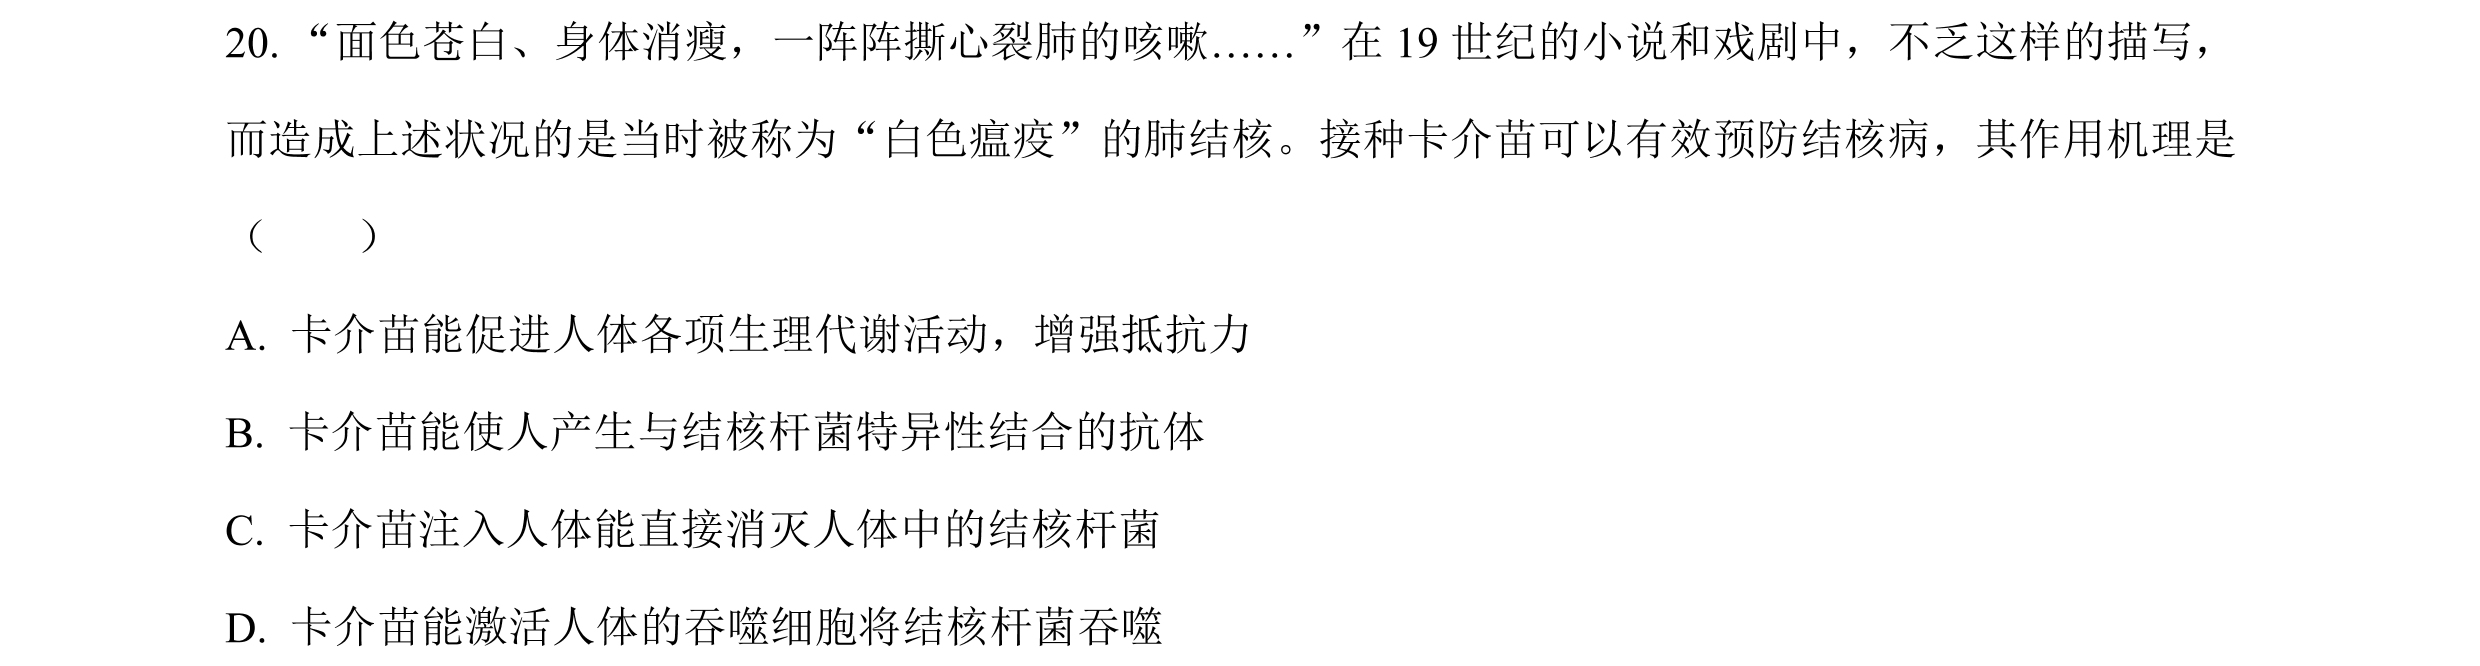 20. “面色苍白、身体消瘦，一阵阵撕心裂肺的咳嗽……”在 19 世纪的小说和戏剧中，不乏这样的描写，
而造成上述状况的是当时被称为“白色瘟疫”的肺结核。接种卡介苗可以有效预防结核病，其作用机理是
（　　）
A. 卡介苗能促进人体各项生理代谢活动，增强抵抗力
B. 卡介苗能使人产生与结核杆菌特异性结合的抗体
C. 卡介苗注入人体能直接消灭人体中的结核杆菌
D. 卡介苗能激活人体的吞噬细胞将结核杆菌吞噬